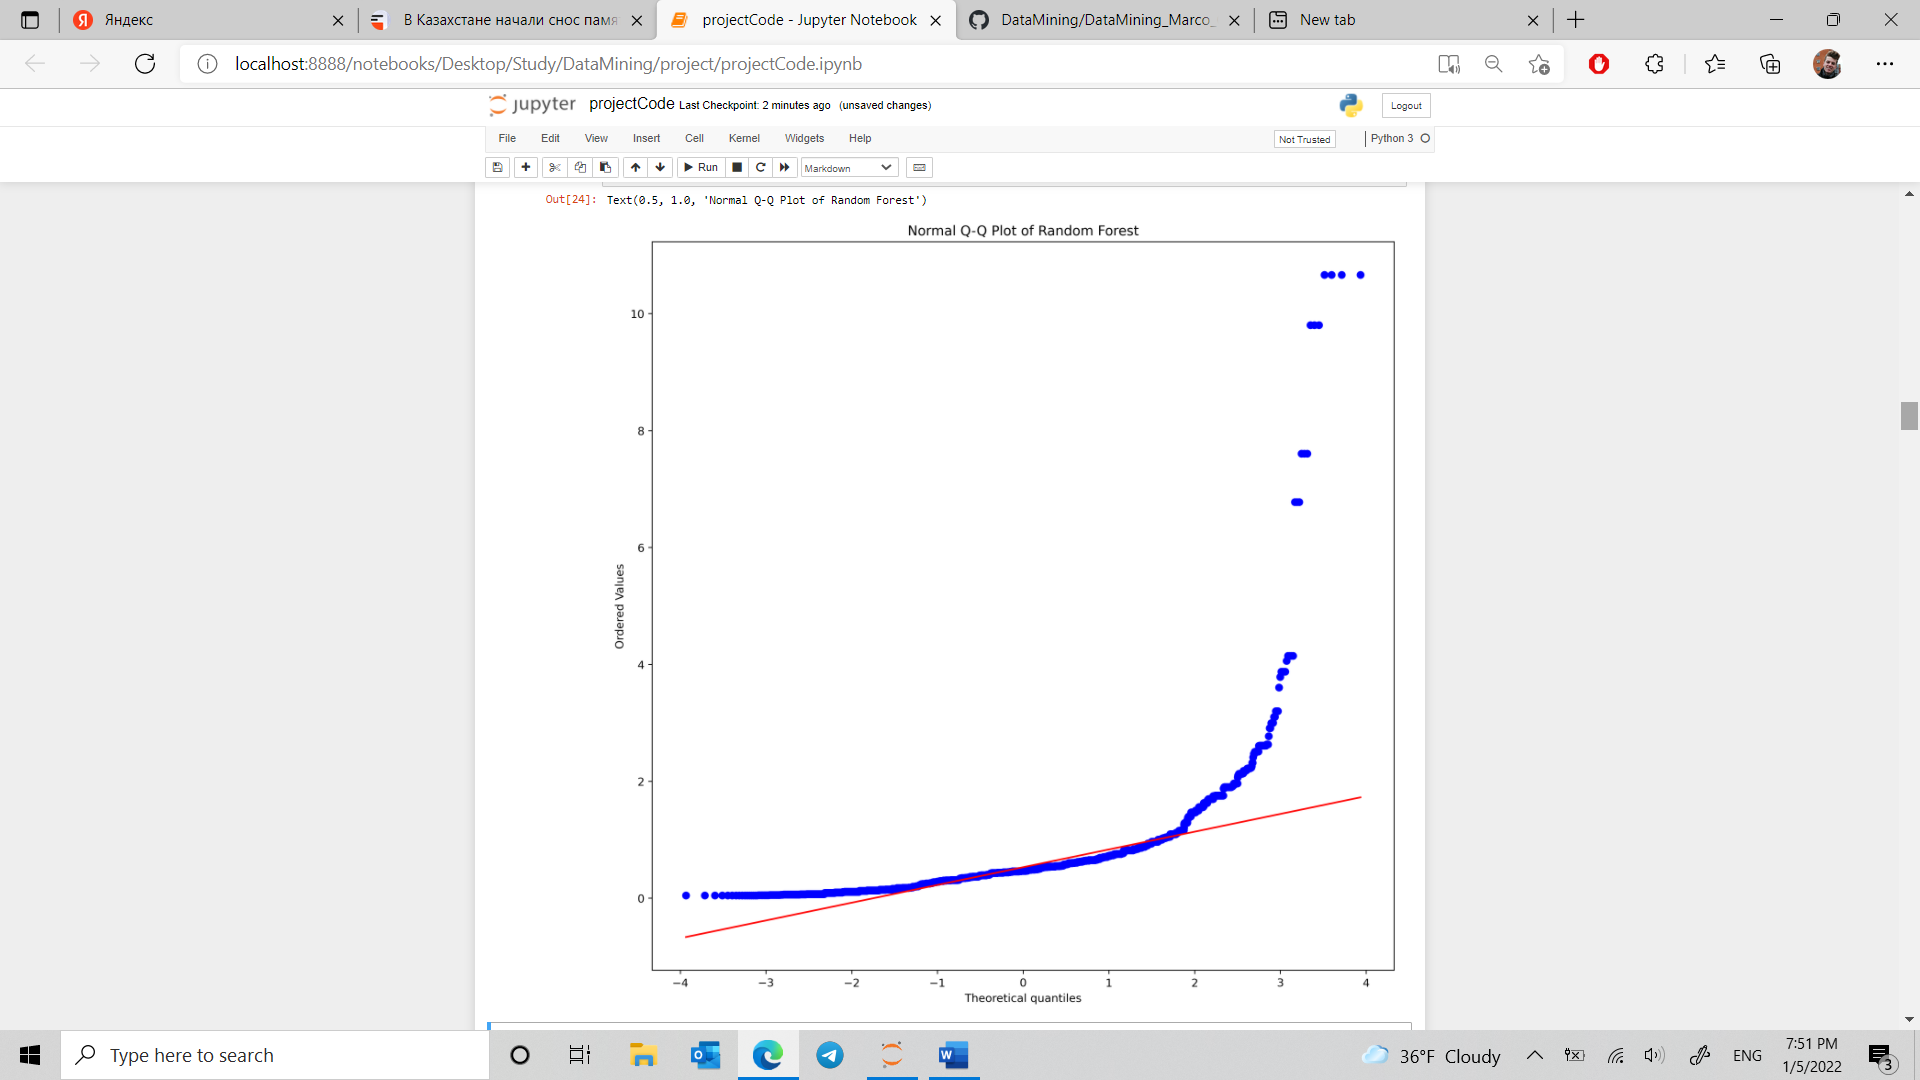 Яндекс
В Казахстане начали снос памя
projectCode - Jupyter Notebook
DataMining/DataMining_Marco_
New tab
localhost:8888/notebooks/Desktop/Study/DataMining/project/projectCode.ipynb
jupyter projectCode Last Checkpoint: 2 minutes ago (unsaved changes)
Logout
File Edit View Insert Cell Kernel Widgets Help
Not Trusted
Python 3
Run
Markdown
Out[24]: Text(0.5, 1.0, 'Normal Q-Q Plot of Random Forest')
Normal Q-Q Plot of Random Forest
10
8
6
4
2
0
Ordered Values
−4 −3 −2 −1 0 1 2 3 4
Theoretical quantiles
Type here to search
36°F Cloudy
ENG
7:51 PM
1/5/2022
3